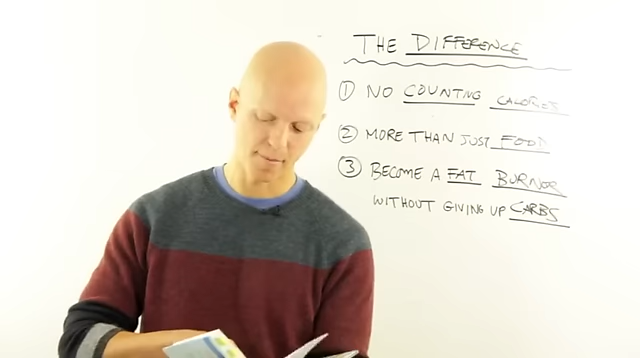 THE DIFFERENCE
① NO COUNTING CALORIES
② MORE THAN JUST FOOD
③ BECOME A FAT BURNER
WITHOUT GIVING UP CARBS